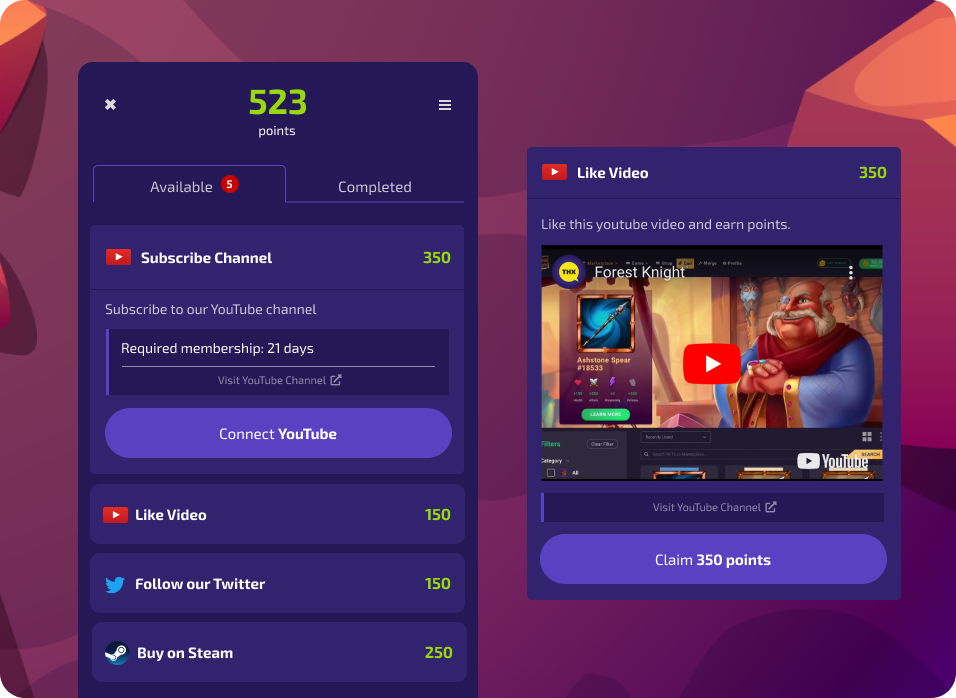 523
points
Available 5
Completed
Subscribe Channel 350
Subscribe to our YouTube channel
Required membership: 21 days
Visit YouTube Channel
Connect YouTube
Like Video 150
Follow our Twitter 150
Buy on Steam 250
Like Video 350
Like this youtube video and earn points.
THX Forest Knight
Ashstone Spear
#18533
LEARN MORE
Filters
Clear Filter
Recently Listed
Category
All
SEARCH
YouTube
Visit YouTube Channel
Claim 350 points